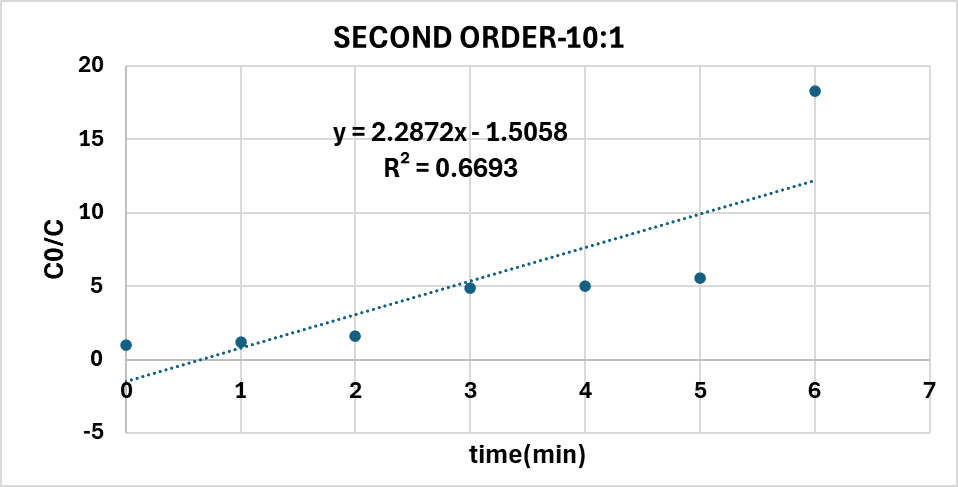 SECOND ORDER-10:1
20
y = 2.2872x - 1.5058
R² = 0.6693
15
10
5
0
-5
C0/C
0 1 2 3 4 5 6 7
time(min)